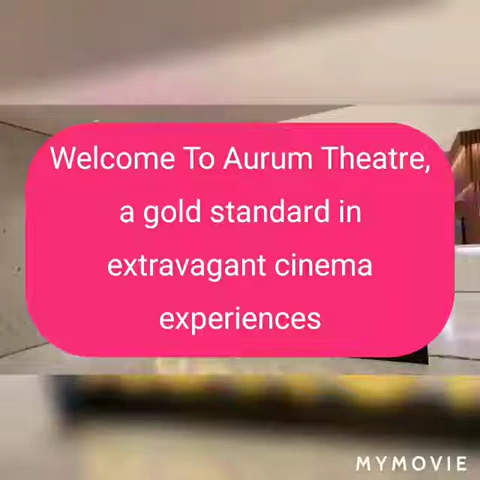 Welcome To Aurum Theatre,
a gold standard in
extravagant cinema
experiences
MYMOVIE